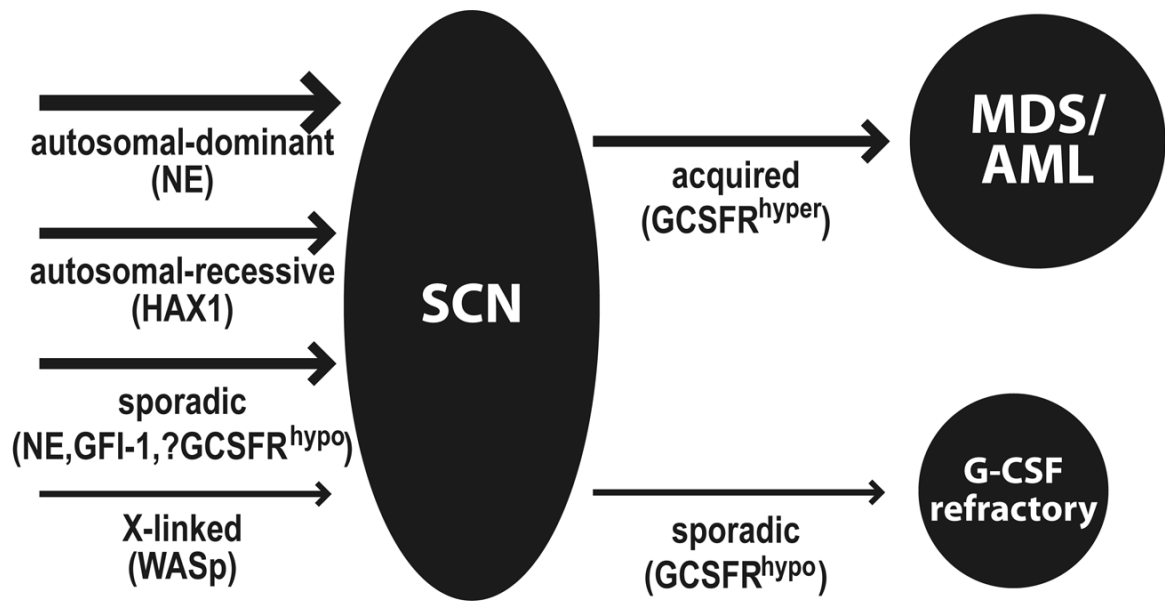 autosomal-dominant
(NE)
autosomal-recessive
(HAX1)
sporadic
(NE,GFI-1,?GCSFRhypo)
X-linked
(WASp)
SCN
acquired
(GCSFRhyper)
sporadic
(GCSFRhypo)
MDS/
AML
G-CSF
refractory